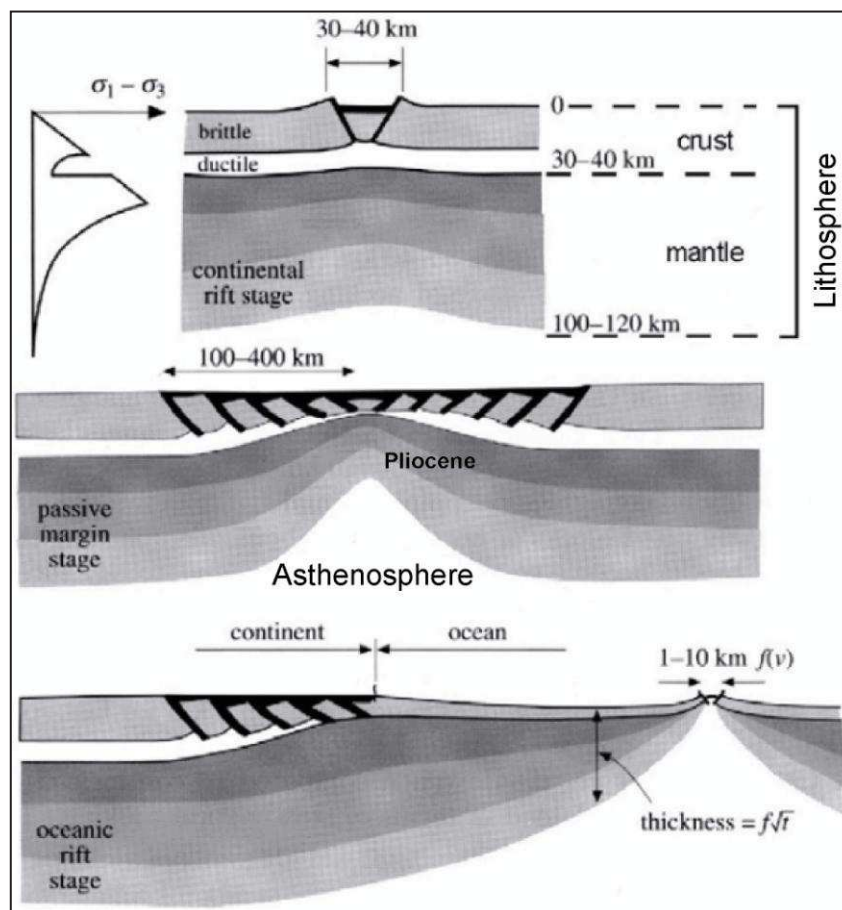 30–40 km
σ₁ – σ₃
0
brittle
crust
ductile
30–40 km
mantle
Lithosphere
continental
rift stage
100–120 km
100–400 km
Pliocene
passive
margin
stage
Asthenosphere
continent
ocean
1–10 km f(v)
thickness = f√t
oceanic
rift
stage